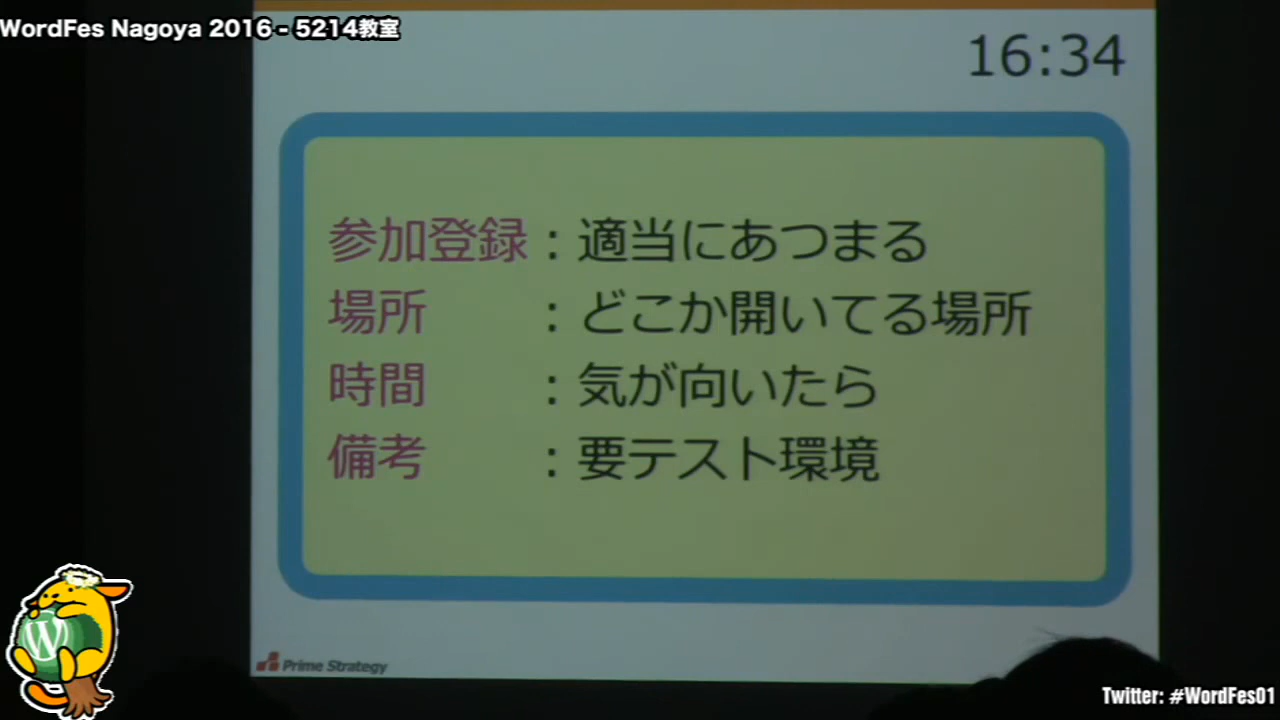 WordFes Nagoya 2016 - 5214教室
16:34
参加登録：適当にあつまる
場所　　：どこか開いてる場所
時間　　：気が向いたら
備考　　：要テスト環境
W
Prime Strategy
Twitter: #WordFes01